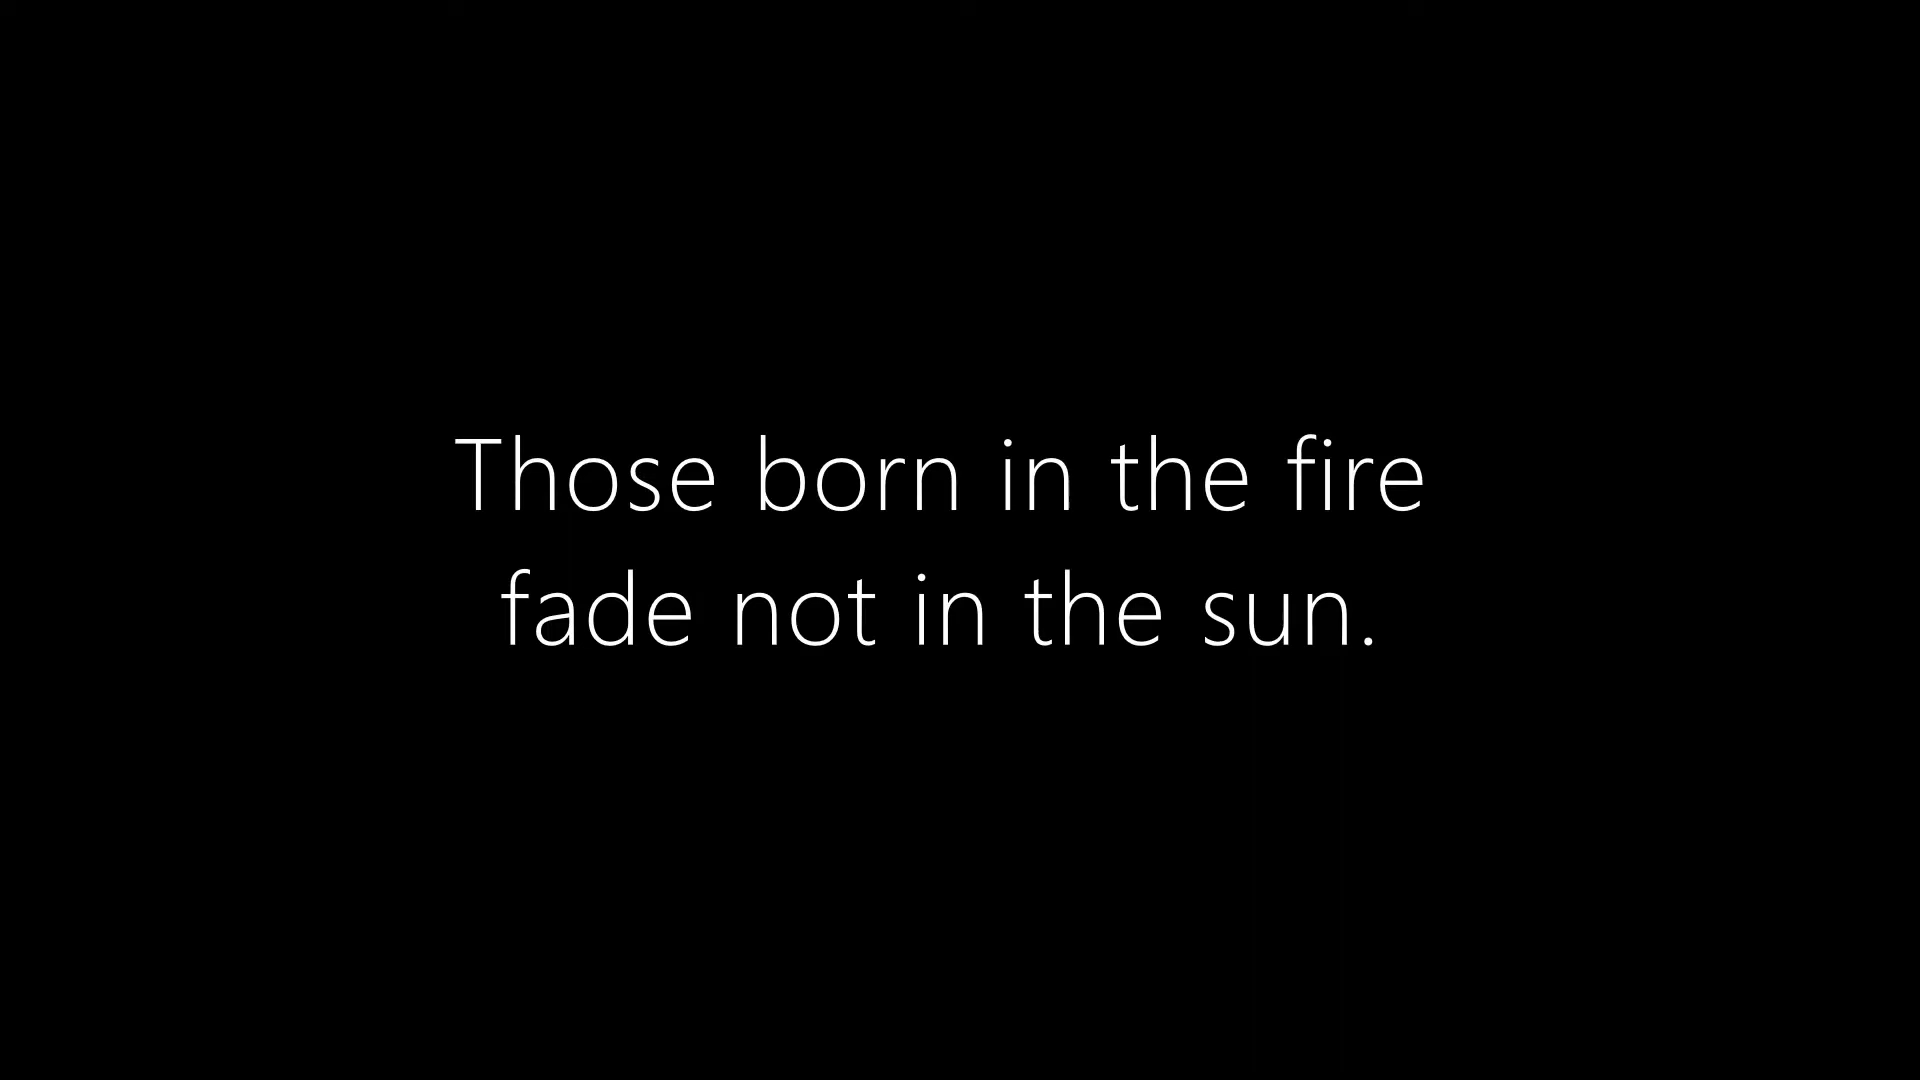 Those born in the fire
fade not in the sun.